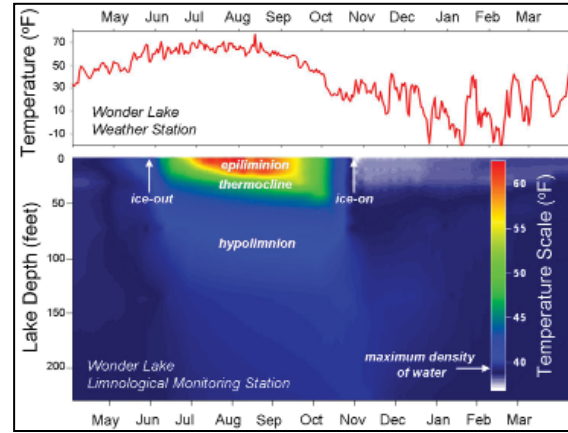 May Jun Jul Aug Sep Oct Nov Dec Jan Feb Mar
Temperature (ºF)
70
50
30
10
-10
Wonder Lake
Weather Station
Lake Depth (feet)
0
50
100
150
200
epiliminion
thermocline
ice-out
ice-on
hypolimnion
maximum density
of water
60
55
50
45
40
Temperature Scale (ºF)
Wonder Lake
Limnological Monitoring Station
May Jun Jul Aug Sep Oct Nov Dec Jan Feb Mar